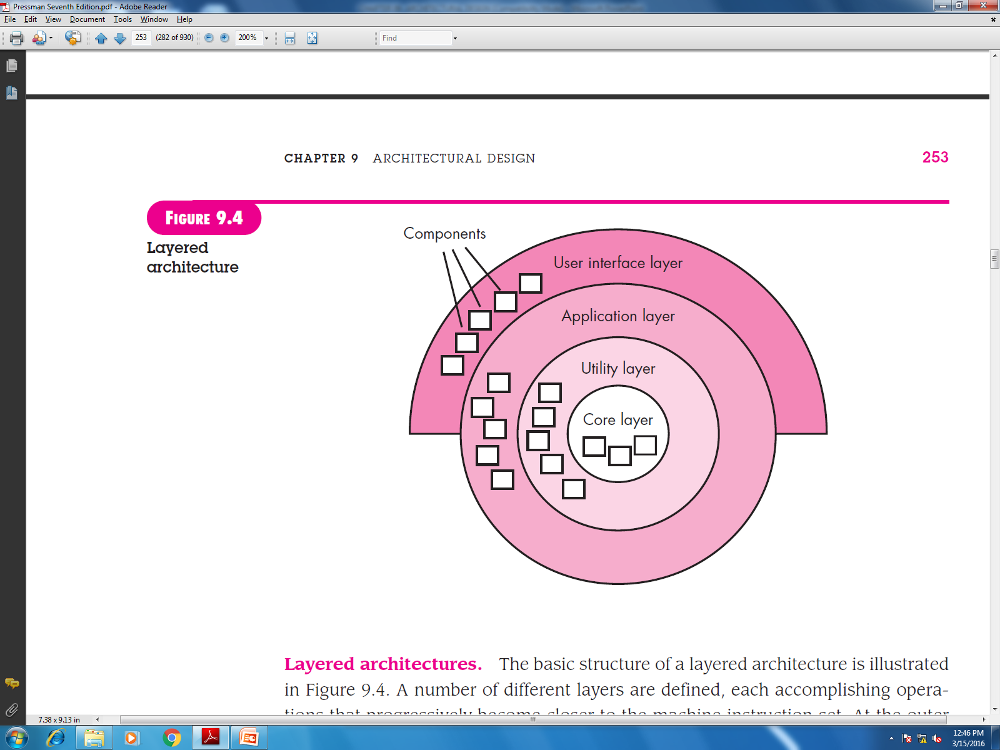 Pressman Seventh Edition.pdf - Adobe Reader
File Edit View Document Tools Window Help
253 (282 of 930) 200% Find
CHAPTER 9 ARCHITECTURAL DESIGN 253
FIGURE 9.4
Layered
architecture
Components
User interface layer
Application layer
Utility layer
Core layer
Layered architectures. The basic structure of a layered architecture is illustrated
in Figure 9.4. A number of different layers are defined, each accomplishing opera-
tions that progressively become closer to the machine instruction set. At the outer
7.38 x 9.13 in
12:46 PM
3/15/2016